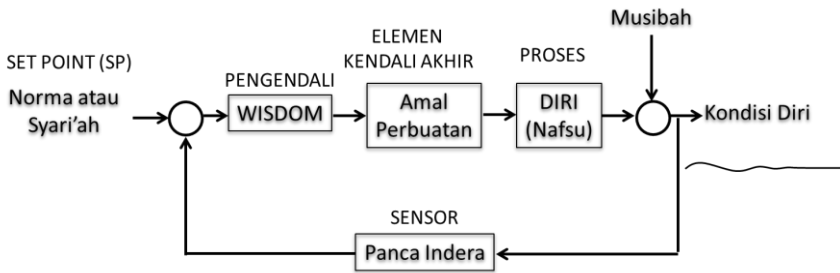 Musibah
ELEMEN
KENDALI AKHIR
PROSES
SET POINT (SP)
PENGENDALI
Norma atau
Syari'ah
WISDOM
Amal
Perbuatan
DIRI
(Nafsu)
Kondisi Diri
SENSOR
Panca Indera